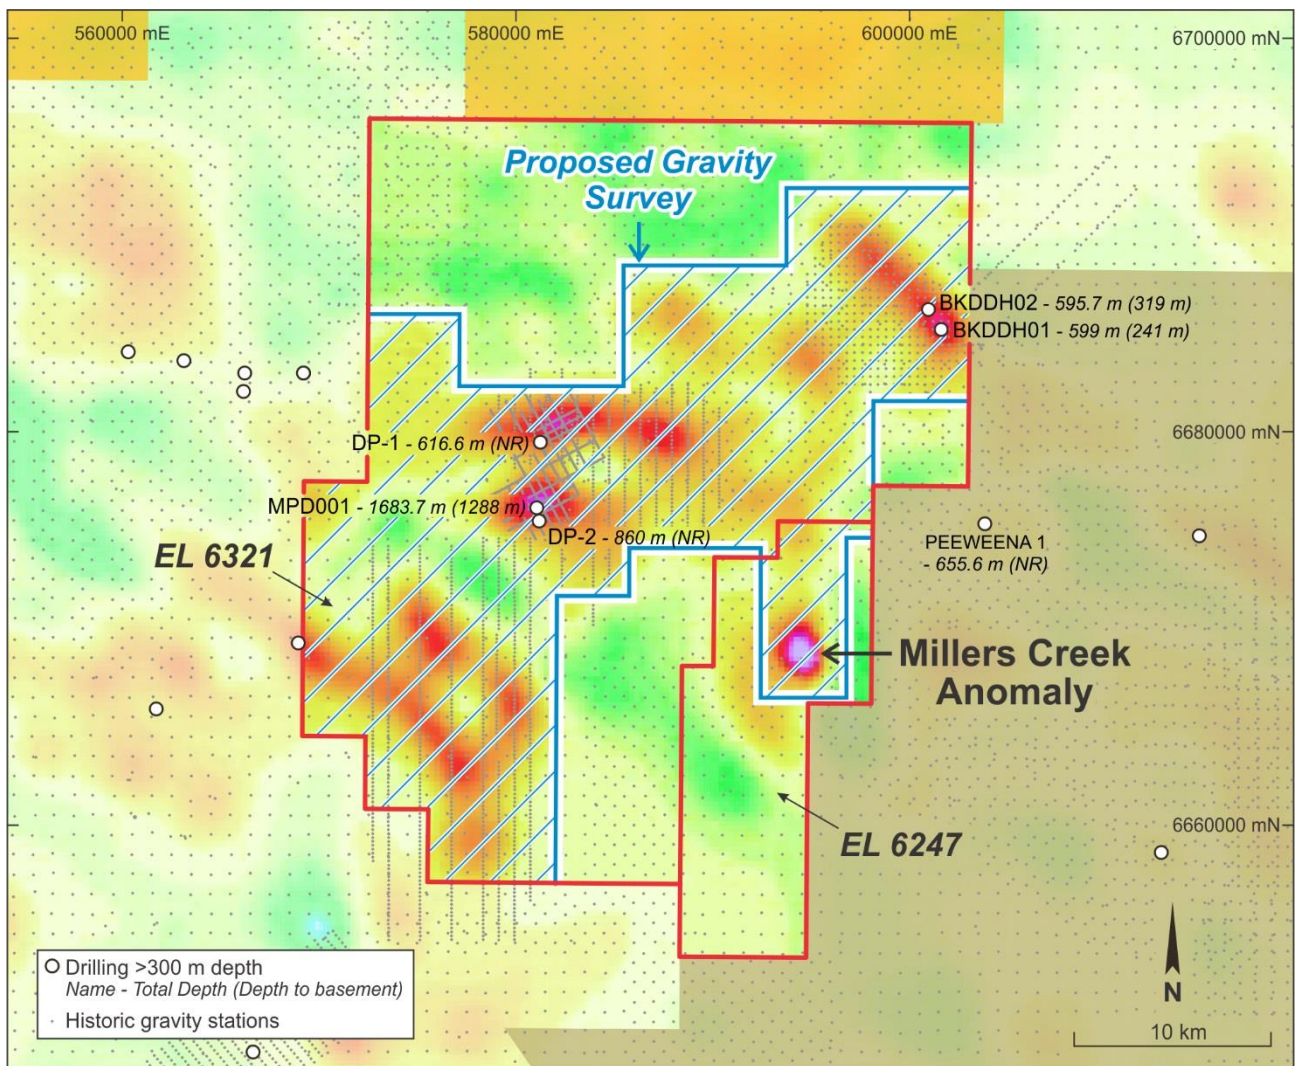 560000 mE
580000 mE
600000 mE
6700000 mN
Proposed Gravity
Survey
BKDDH02 - 595.7 m (319 m)
BKDDH01 - 599 m (241 m)
DP-1 - 616.6 m (NR)
6680000 mN
MPD001 - 1683.7 m (1288 m)
DP-2 - 860 m (NR)
PEEWEENA 1
- 655.6 m (NR)
EL 6321
Millers Creek
Anomaly
EL 6247
6660000 mN
Drilling >300 m depth
Name - Total Depth (Depth to basement)
Historic gravity stations
N
10 km